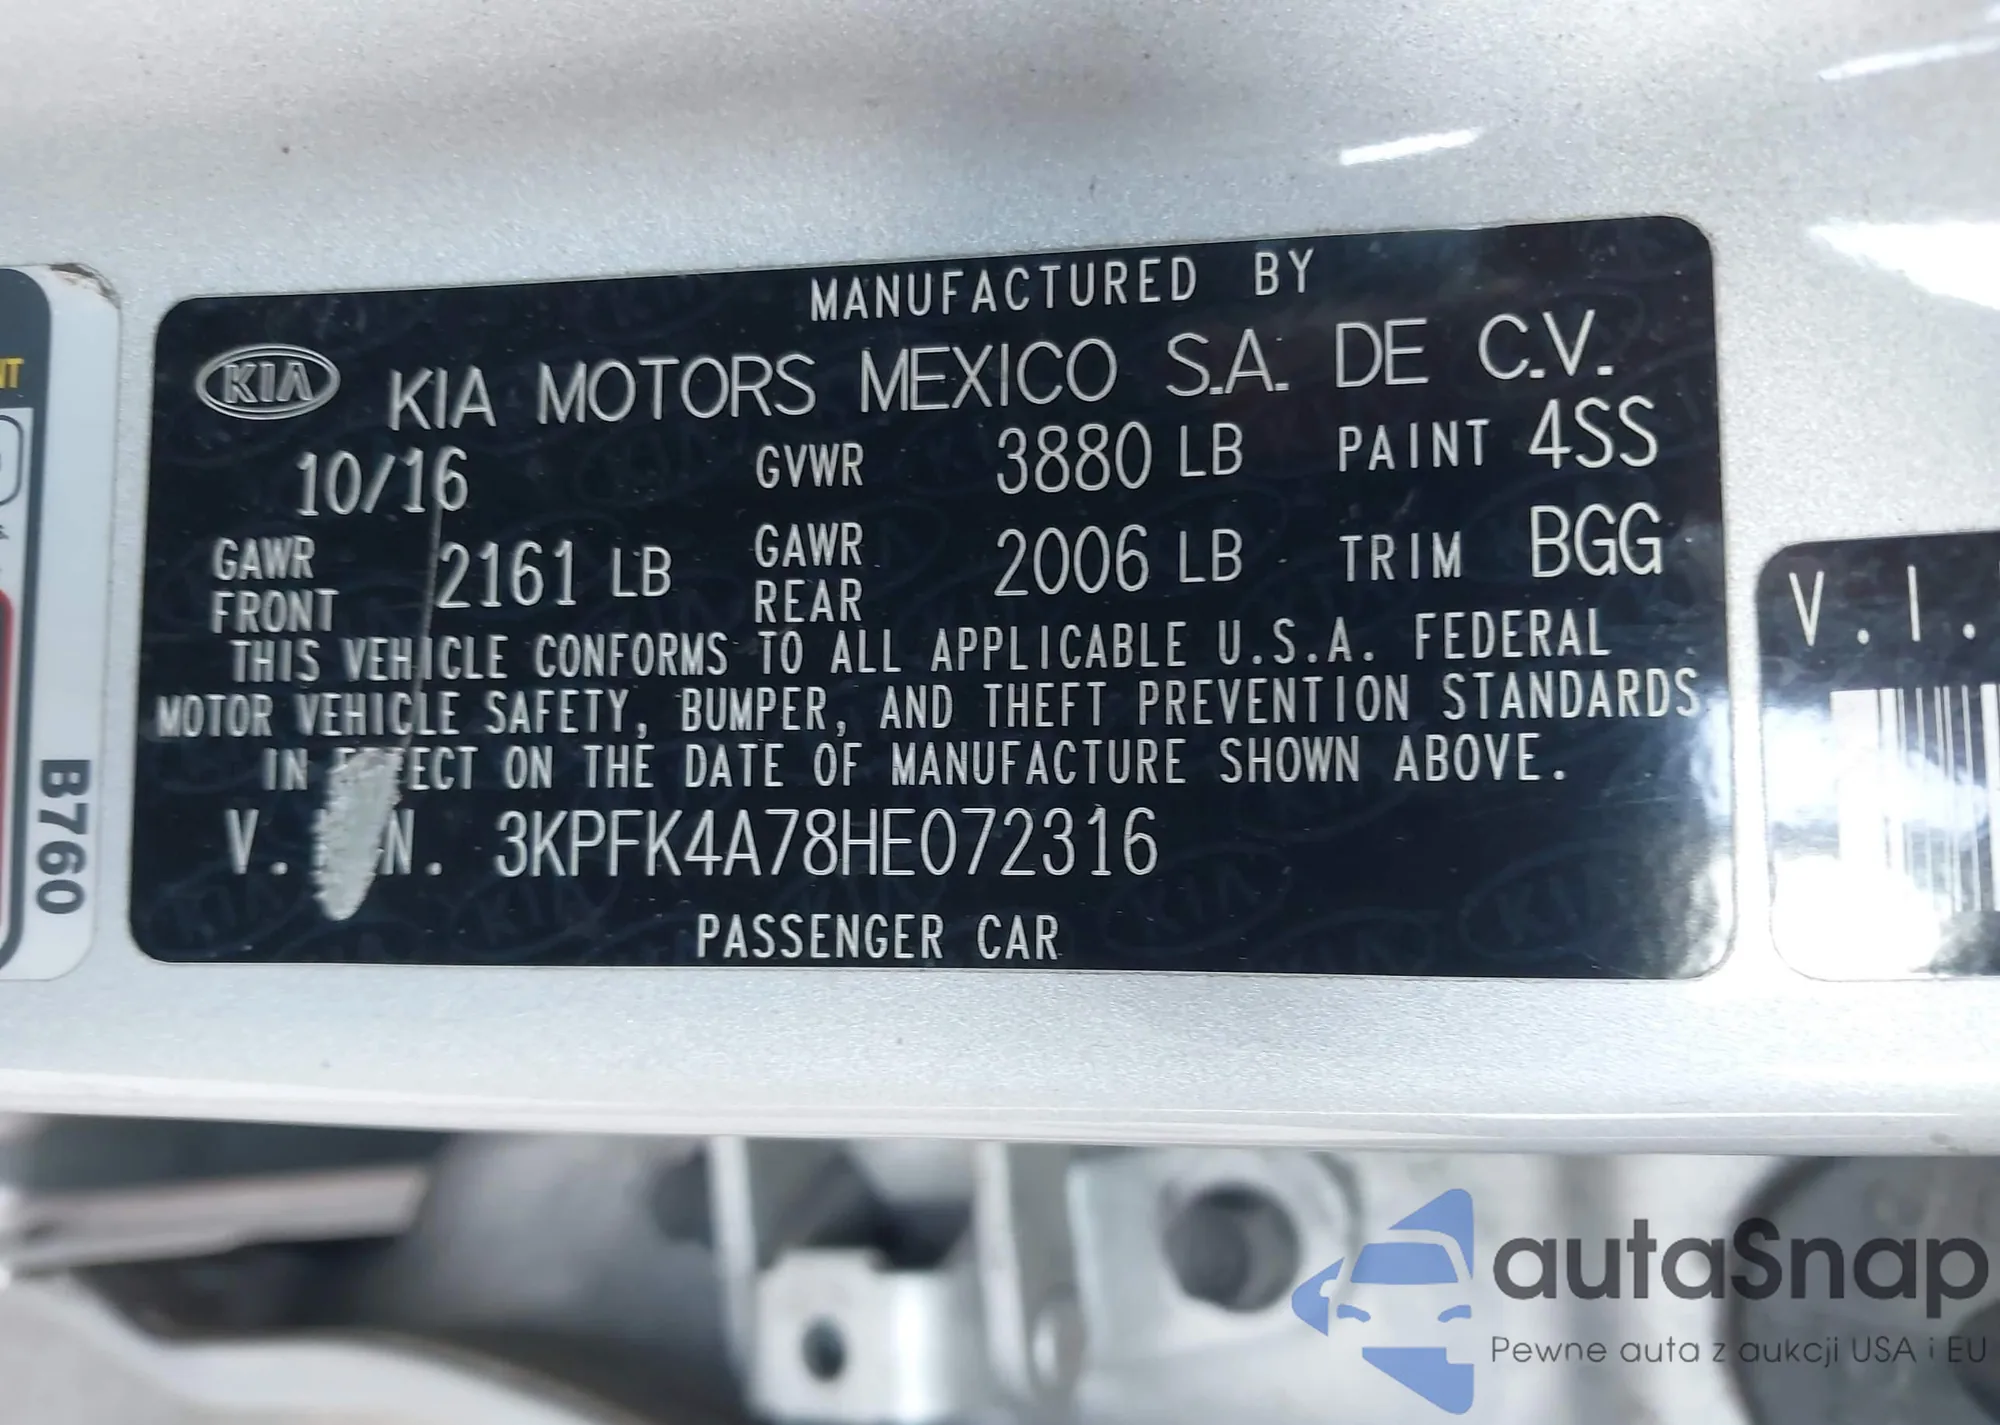 MANUFACTURED BY
KIA KIA MOTORS MEXICO S.A. DE C.V.
10/16 GVWR 3880 LB PAINT 4SS
GAWR FRONT 2161 LB GAWR REAR 2006 LB TRIM BGG
THIS VEHICLE CONFORMS TO ALL APPLICABLE U.S.A. FEDERAL
MOTOR VEHICLE SAFETY, BUMPER, AND THEFT PREVENTION STANDARDS
IN EFFECT ON THE DATE OF MANUFACTURE SHOWN ABOVE.
V. N. 3KPFK4A78HE072316
PASSENGER CAR
B760
V.I.
autaSnap
Pewne auta z aukcji USA i EU